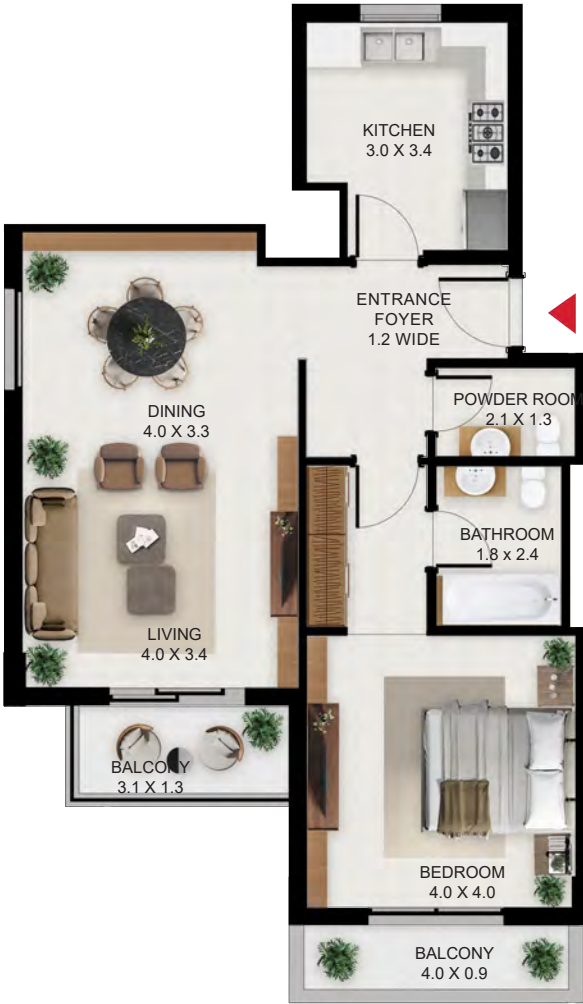 KITCHEN
3.0 X 3.4
ENTRANCE
FOYER
1.2 WIDE
POWDER ROOM
2.1 X 1.3
DINING
4.0 X 3.3
BATHROOM
1.8 x 2.4
LIVING
4.0 X 3.4
BALCONY
3.1 X 1.3
BEDROOM
4.0 X 4.0
BALCONY
4.0 X 0.9